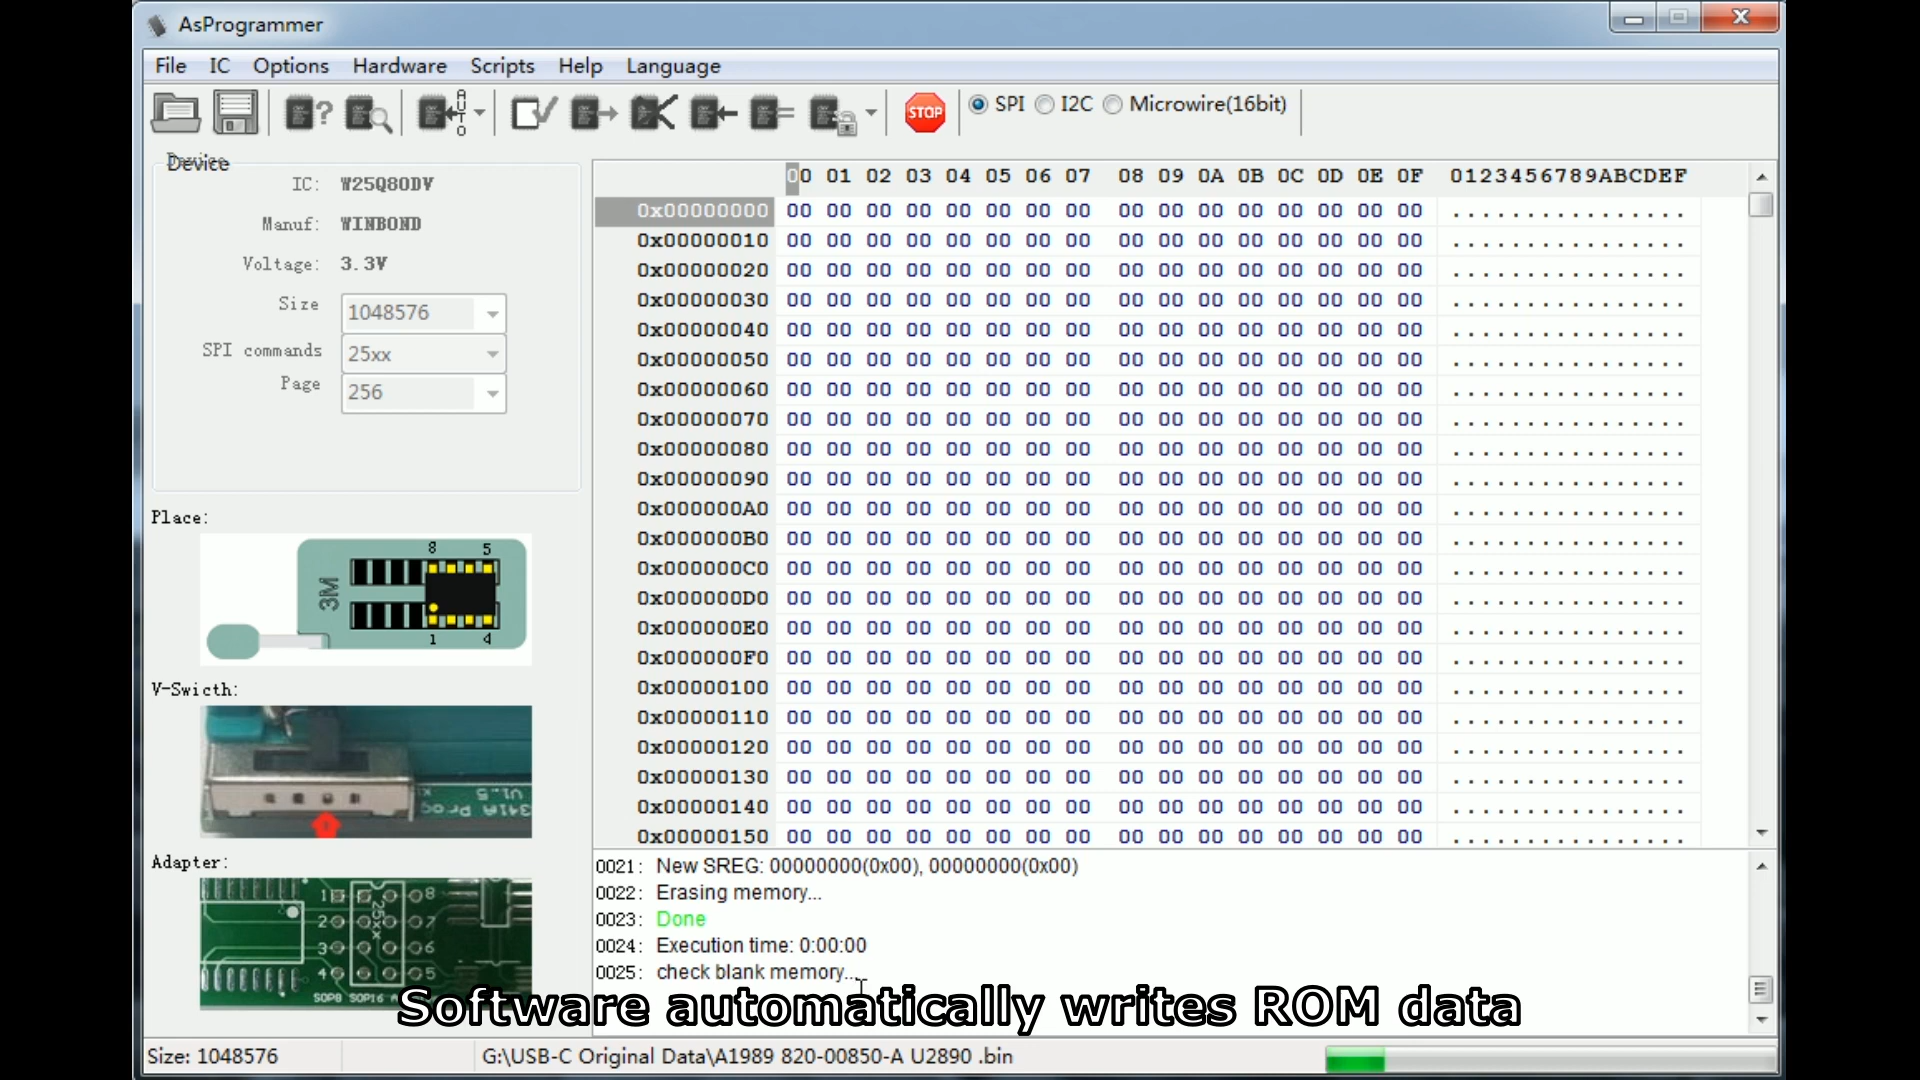 AsProgrammer
File IC Options Hardware Scripts Help Language
AUTO STOP SPI I2C Microwire(16bit)
Device
IC: W25Q80DV
Manuf: WINBOND
Voltage: 3.3V
Size 1048576
SPI commands 25xx
Page 256
Place:
8 5
3M
1 4
V-Swicth:
V1.5
341A Prog
Adapter:
1 8
2 7
3 6
4 5
25xx
SOP8 SOP16
00 01 02 03 04 05 06 07 08 09 0A 0B 0C 0D 0E 0F 0123456789ABCDEF
0x00000000 00 00 00 00 00 00 00 00 00 00 00 00 00 00 00 00 ................
0x00000010 00 00 00 00 00 00 00 00 00 00 00 00 00 00 00 00 ................
0x00000020 00 00 00 00 00 00 00 00 00 00 00 00 00 00 00 00 ................
0x00000030 00 00 00 00 00 00 00 00 00 00 00 00 00 00 00 00 ................
0x00000040 00 00 00 00 00 00 00 00 00 00 00 00 00 00 00 00 ................
0x00000050 00 00 00 00 00 00 00 00 00 00 00 00 00 00 00 00 ................
0x00000060 00 00 00 00 00 00 00 00 00 00 00 00 00 00 00 00 ................
0x00000070 00 00 00 00 00 00 00 00 00 00 00 00 00 00 00 00 ................
0x00000080 00 00 00 00 00 00 00 00 00 00 00 00 00 00 00 00 ................
0x00000090 00 00 00 00 00 00 00 00 00 00 00 00 00 00 00 00 ................
0x000000A0 00 00 00 00 00 00 00 00 00 00 00 00 00 00 00 00 ................
0x000000B0 00 00 00 00 00 00 00 00 00 00 00 00 00 00 00 00 ................
0x000000C0 00 00 00 00 00 00 00 00 00 00 00 00 00 00 00 00 ................
0x000000D0 00 00 00 00 00 00 00 00 00 00 00 00 00 00 00 00 ................
0x000000E0 00 00 00 00 00 00 00 00 00 00 00 00 00 00 00 00 ................
0x000000F0 00 00 00 00 00 00 00 00 00 00 00 00 00 00 00 00 ................
0x00000100 00 00 00 00 00 00 00 00 00 00 00 00 00 00 00 00 ................
0x00000110 00 00 00 00 00 00 00 00 00 00 00 00 00 00 00 00 ................
0x00000120 00 00 00 00 00 00 00 00 00 00 00 00 00 00 00 00 ................
0x00000130 00 00 00 00 00 00 00 00 00 00 00 00 00 00 00 00 ................
0x00000140 00 00 00 00 00 00 00 00 00 00 00 00 00 00 00 00 ................
0x00000150 00 00 00 00 00 00 00 00 00 00 00 00 00 00 00 00 ................
0021: New SREG: 00000000(0x00), 00000000(0x00)
0022: Erasing memory...
0023: Done
0024: Execution time: 0:00:00
0025: check blank memory...
Software automatically writes ROM data
Size: 1048576 G:\USB-C Original Data\A1989 820-00850-A U2890 .bin